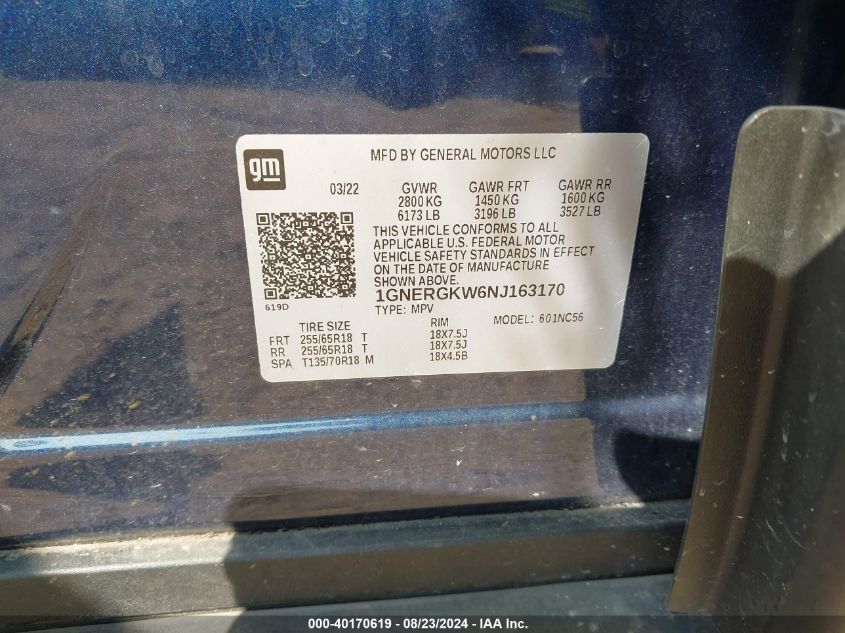 gm
MFD BY GENERAL MOTORS LLC
03/22
GVWR GAWR FRT GAWR RR
2800 KG 1450 KG 1600 KG
6173 LB 3196 LB 3527 LB
THIS VEHICLE CONFORMS TO ALL
APPLICABLE U.S. FEDERAL MOTOR
VEHICLE SAFETY STANDARDS IN EFFECT
ON THE DATE OF MANUFACTURE
SHOWN ABOVE.
1GNERGKW6NJ163170
619D
TYPE: MPV
MODEL: 601NC56
TIRE SIZE RIM
FRT 255/65R18 T 18X7.5J
RR 255/65R18 T 18X7.5J
SPA T135/70R18 M 18X4.5B
000-40170619 - 08/23/2024 - IAA Inc.